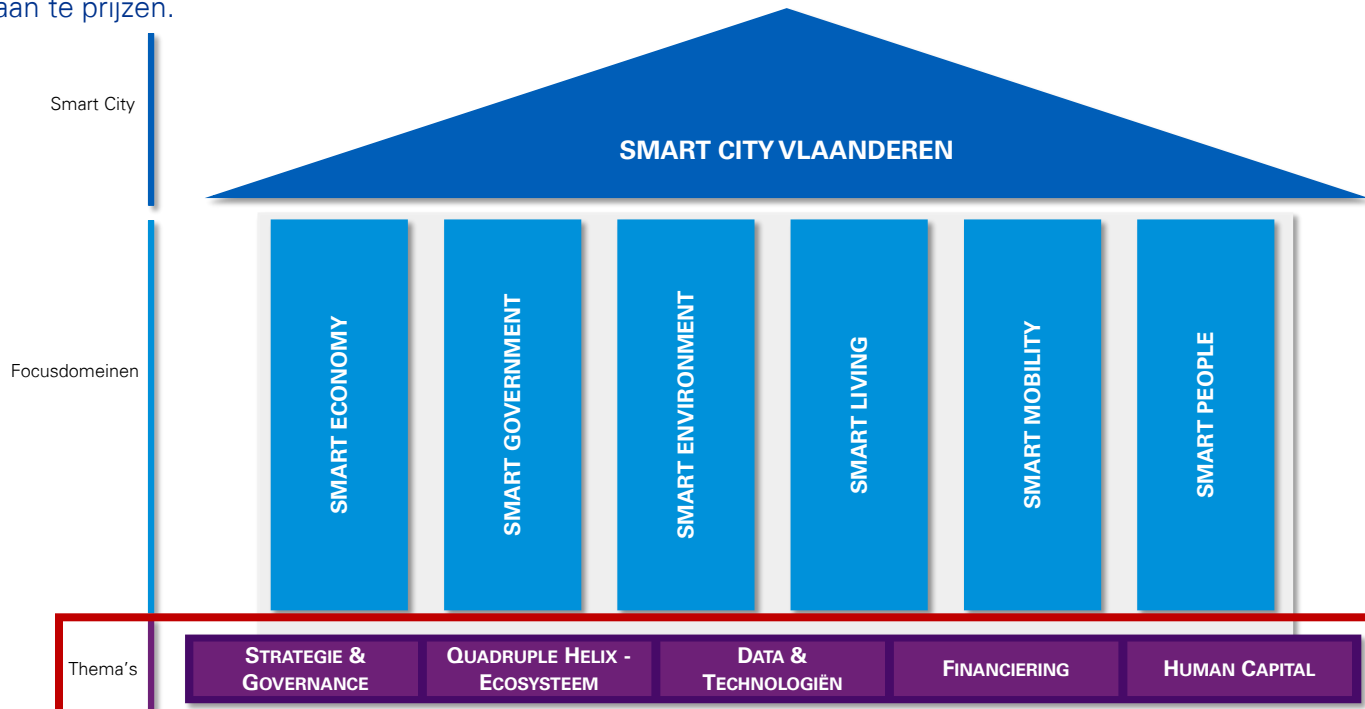 aan te prijzen.
Smart City
SMART CITY VLAANDEREN
Focusdomeinen
SMART ECONOMY
SMART GOVERNMENT
SMART ENVIRONMENT
SMART LIVING
SMART MOBILITY
SMART PEOPLE
Thema's
STRATEGIE &
GOVERNANCE
QUADRUPLE HELIX -
ECOSYSTEEM
DATA &
TECHNOLOGIËN
FINANCIERING
HUMAN CAPITAL